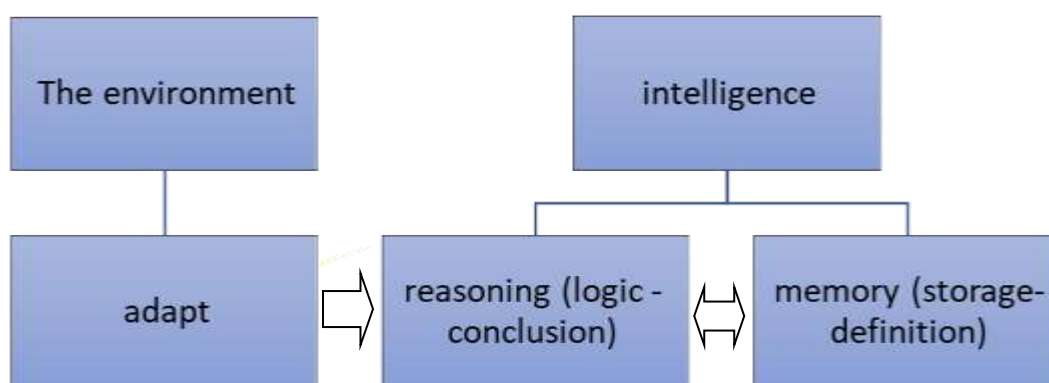 The environment
intelligence
adapt
reasoning (logic -
conclusion)
memory (storage-
definition)